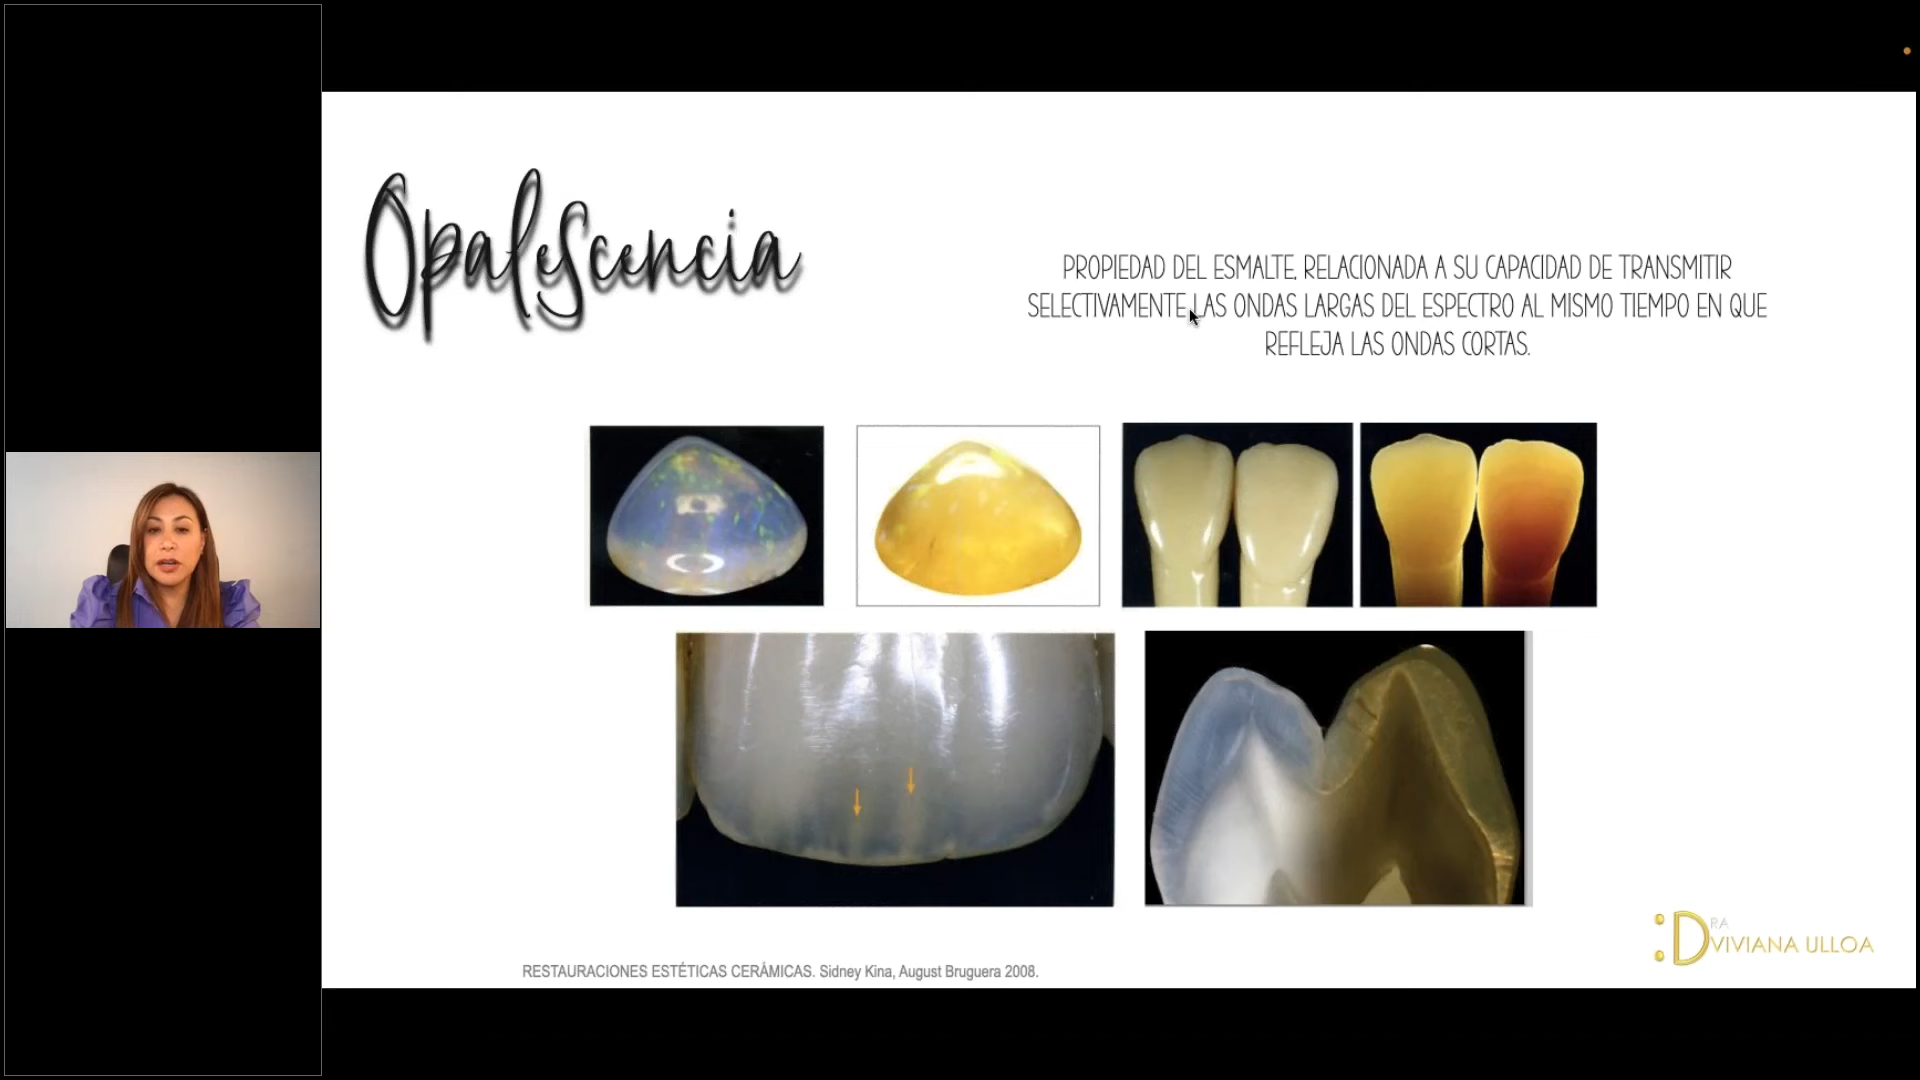 Opalescencia
PROPIEDAD DEL ESMALTE, RELACIONADA A SU CAPACIDAD DE TRANSMITIR
SELECTIVAMENTE LAS ONDAS LARGAS DEL ESPECTRO AL MISMO TIEMPO EN QUE
REFLEJA LAS ONDAS CORTAS.
:DRA
VIVIANA ULLOA
RESTAURACIONES ESTÉTICAS CERÁMICAS. Sidney Kina, August Bruguera 2008.